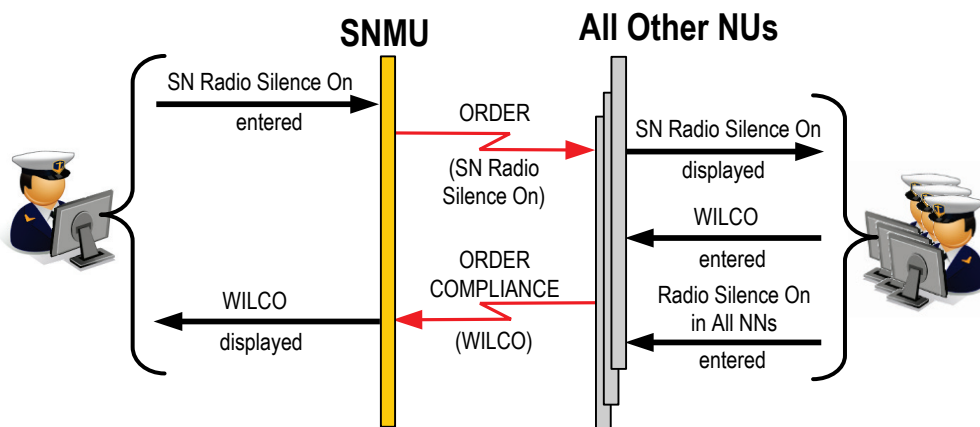 SNMU
All Other NUs
SN Radio Silence On
entered
ORDER
(SN Radio
Silence On)
SN Radio Silence On
displayed
WILCO
entered
ORDER
COMPLIANCE
(WILCO)
WILCO
displayed
Radio Silence On
in All NNs
entered